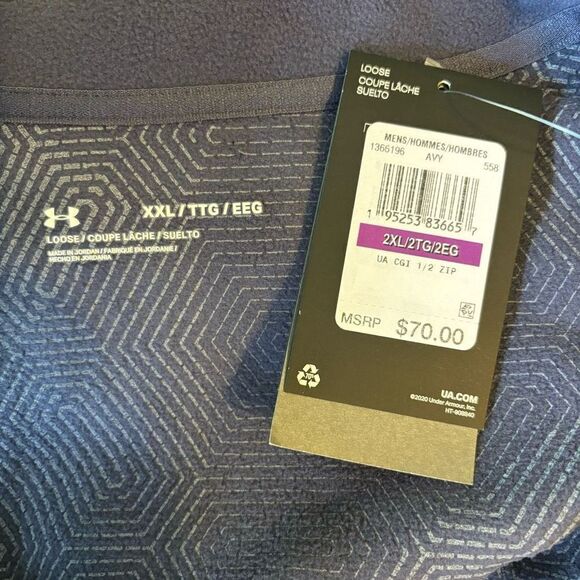 XXL / TTG / EEG
LOOSE / COUPE LÂCHE / SUELTO
MADE IN JORDAN / FABRIQUÉ EN JORDANIE /
HECHO EN JORDANIA
LOOSE
COUPE LÂCHE
SUELTO
MENS/HOMMES/HOMBRES
1366196 AVY 558
1 95253 83665 7
2XL/2TG/2EG
UA CGI 1/2 ZIP
MSRP $70.00
UA.COM
©2020 Under Armour, Inc.
HT-909840